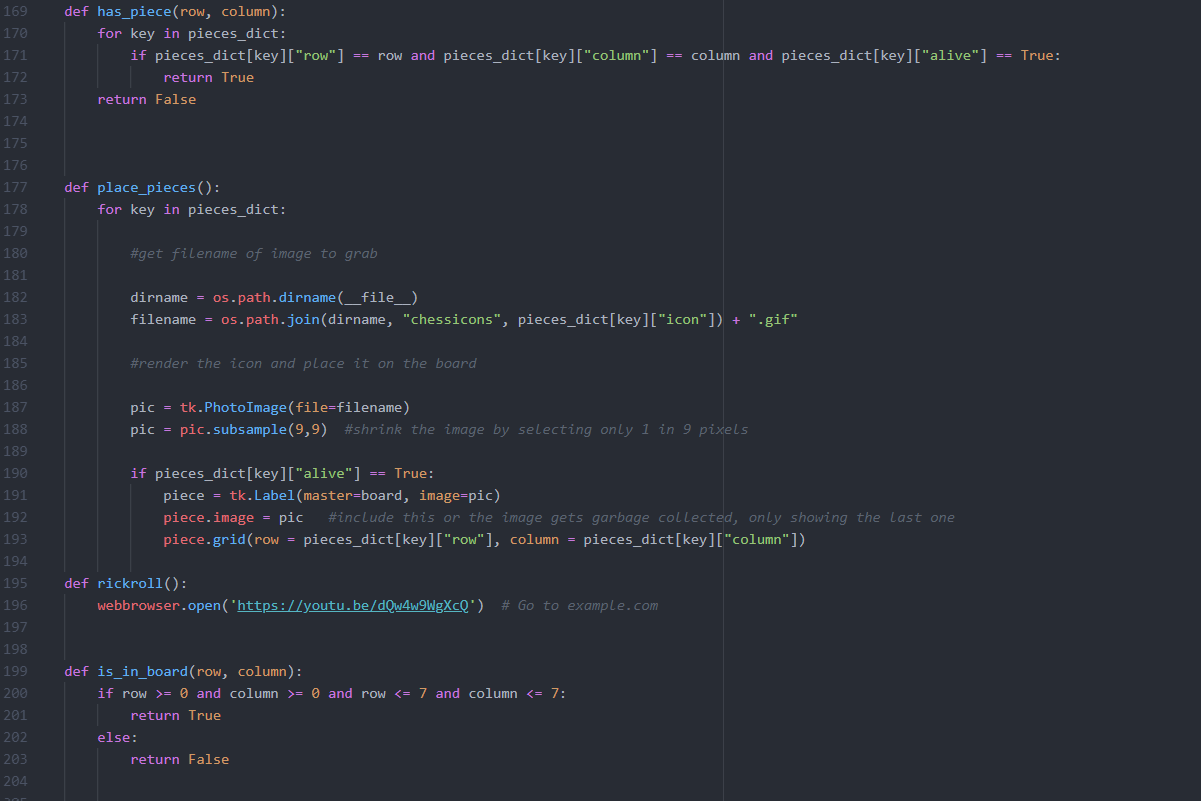 169 def has_piece(row, column):
170 for key in pieces_dict:
171 if pieces_dict[key]["row"] == row and pieces_dict[key]["column"] == column and pieces_dict[key]["alive"] == True:
172 return True
173 return False
174
175
176
177 def place_pieces():
178 for key in pieces_dict:
179
180 #get filename of image to grab
181
182 dirname = os.path.dirname(__file__)
183 filename = os.path.join(dirname, "chessicons", pieces_dict[key]["icon"]) + ".gif"
184
185 #render the icon and place it on the board
186
187 pic = tk.PhotoImage(file=filename)
188 pic = pic.subsample(9,9)  #shrink the image by selecting only 1 in 9 pixels
189
190 if pieces_dict[key]["alive"] == True:
191 piece = tk.Label(master=board, image=pic)
192 piece.image = pic   #include this or the image gets garbage collected, only showing the last one
193 piece.grid(row = pieces_dict[key]["row"], column = pieces_dict[key]["column"])
194
195 def rickroll():
196 webbrowser.open('https://youtu.be/dQw4w9WgXcQ')  # Go to example.com
197
198
199 def is_in_board(row, column):
200 if row >= 0 and column >= 0 and row <= 7 and column <= 7:
201 return True
202 else:
203 return False
204